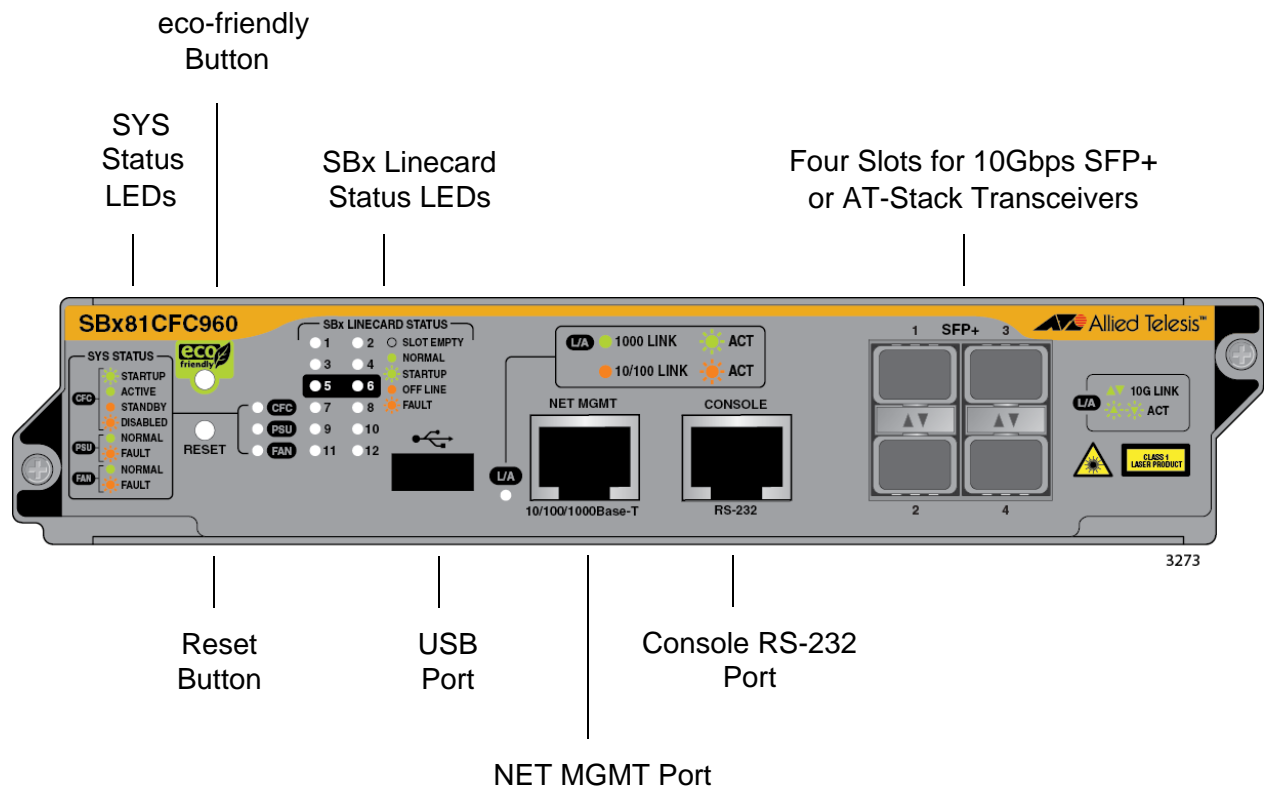 eco-friendly
Button
SYS
Status
LEDs
SBx Linecard
Status LEDs
Four Slots for 10Gbps SFP+
or AT-Stack Transceivers
SBx81CFC960
eco
friendly
SYS STATUS
CFC
STARTUP
ACTIVE
STANDBY
DISABLED
PSU
NORMAL
FAULT
FAN
NORMAL
FAULT
RESET
CFC
PSU
FAN
SBx LINECARD STATUS
1 2
3 4
5 6
7 8
9 10
11 12
SLOT EMPTY
NORMAL
STARTUP
OFF LINE
FAULT
L/A 1000 LINK ACT
10/100 LINK ACT
NET MGMT
L/A
10/100/1000Base-T
CONSOLE
RS-232
1 SFP+ 3
2 4
Allied Telesis™
L/A 10G LINK
ACT
CLASS 1
LASER PRODUCT
3273
Reset
Button
USB
Port
Console RS-232
Port
NET MGMT Port